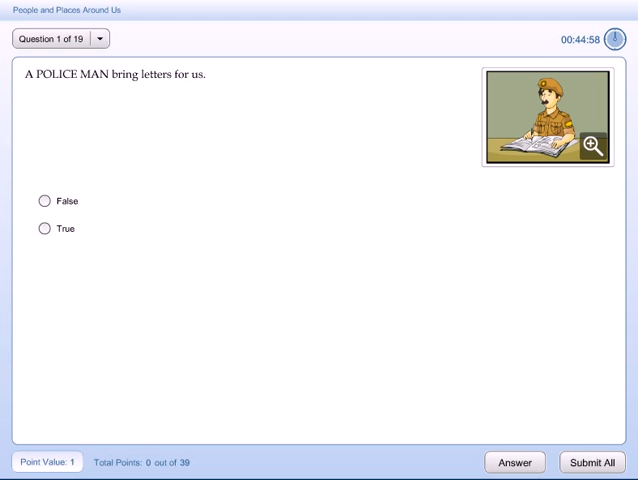 People and Places Around Us
Question 1 of 19
00:44:58
A POLICE MAN bring letters for us.
False
True
Point Value: 1
Total Points: 0 out of 39
Answer
Submit All